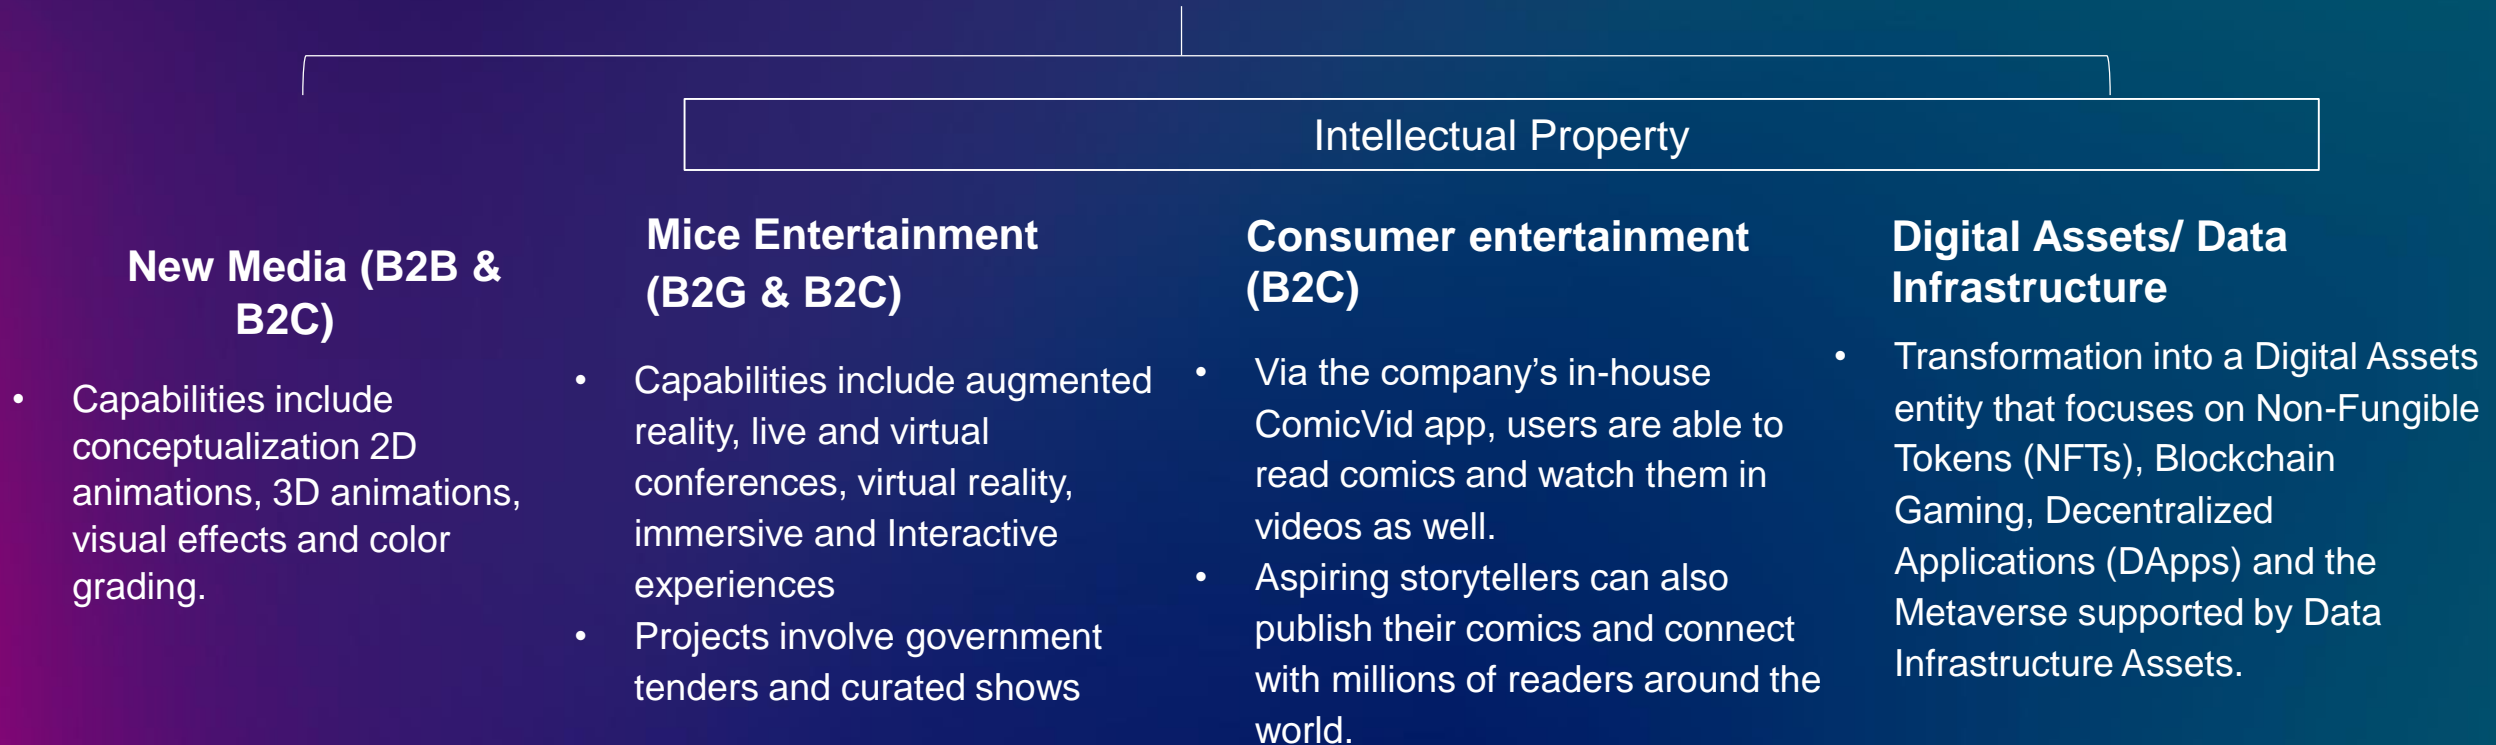 Intellectual Property
New Media (B2B &
B2C)
• Capabilities include
conceptualization 2D
animations, 3D animations,
visual effects and color
grading.
Mice Entertainment
(B2G & B2C)
• Capabilities include augmented
reality, live and virtual
conferences, virtual reality,
immersive and Interactive
experiences
• Projects involve government
tenders and curated shows
Consumer entertainment
(B2C)
• Via the company’s in-house
ComicVid app, users are able to
read comics and watch them in
videos as well.
• Aspiring storytellers can also
publish their comics and connect
with millions of readers around the
world.
Digital Assets/ Data
Infrastructure
• Transformation into a Digital Assets
entity that focuses on Non-Fungible
Tokens (NFTs), Blockchain
Gaming, Decentralized
Applications (DApps) and the
Metaverse supported by Data
Infrastructure Assets.